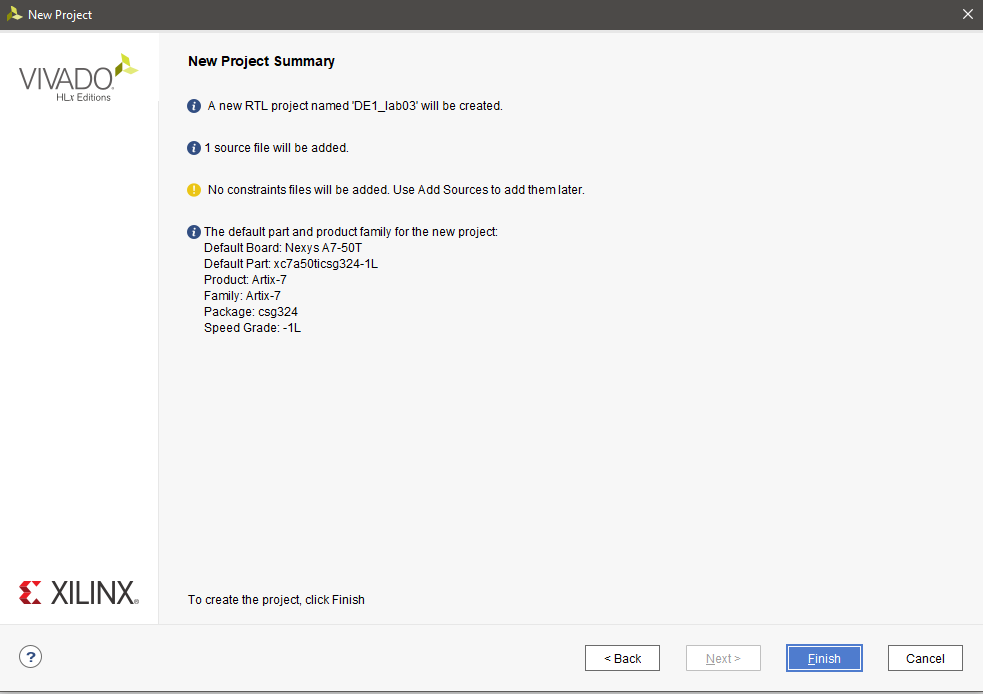 New Project
VIVADO
HLx Editions
New Project Summary
A new RTL project named 'DE1_lab03' will be created.
1 source file will be added.
No constraints files will be added. Use Add Sources to add them later.
The default part and product family for the new project:
Default Board: Nexys A7-50T
Default Part: xc7a50ticsg324-1L
Product: Artix-7
Family: Artix-7
Package: csg324
Speed Grade: -1L
XILINX
To create the project, click Finish
?
< Back
Next >
Finish
Cancel